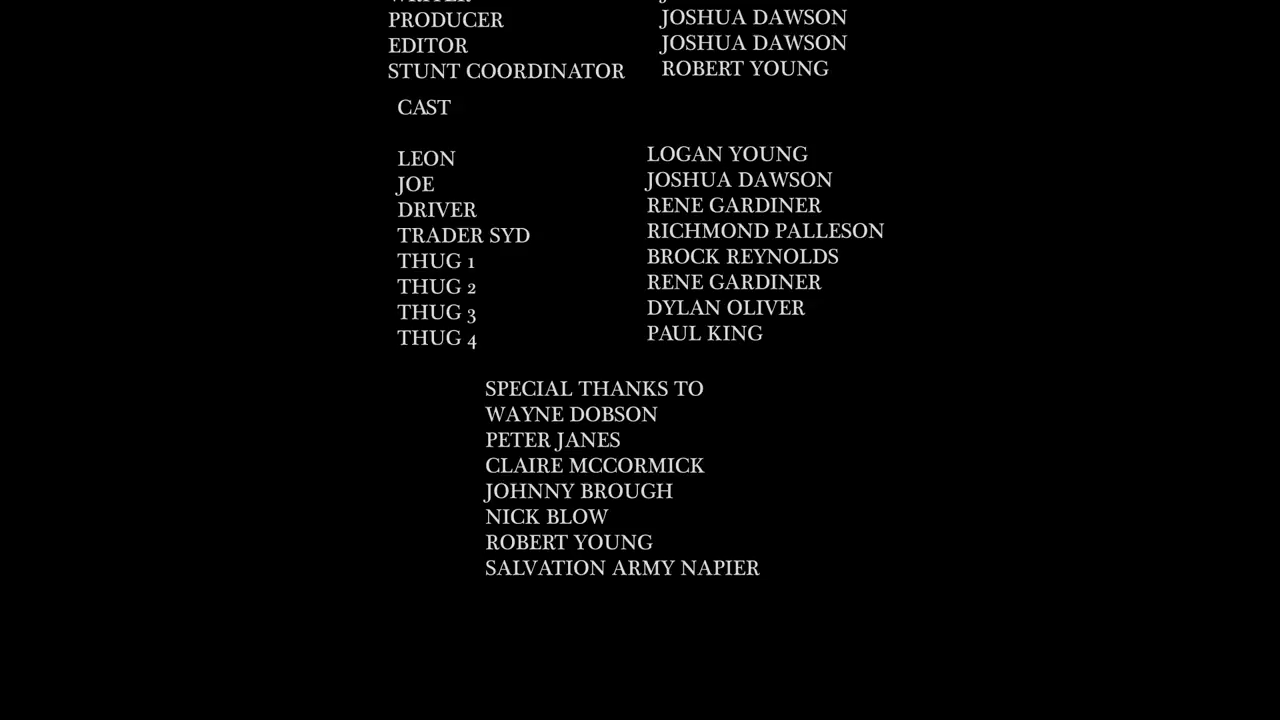 PRODUCER JOSHUA DAWSON
EDITOR JOSHUA DAWSON
STUNT COORDINATOR ROBERT YOUNG
CAST
LEON LOGAN YOUNG
JOE JOSHUA DAWSON
DRIVER RENE GARDINER
TRADER SYD RICHMOND PALLESON
THUG 1 BROCK REYNOLDS
THUG 2 RENE GARDINER
THUG 3 DYLAN OLIVER
THUG 4 PAUL KING
SPECIAL THANKS TO
WAYNE DOBSON
PETER JANES
CLAIRE MCCORMICK
JOHNNY BROUGH
NICK BLOW
ROBERT YOUNG
SALVATION ARMY NAPIER